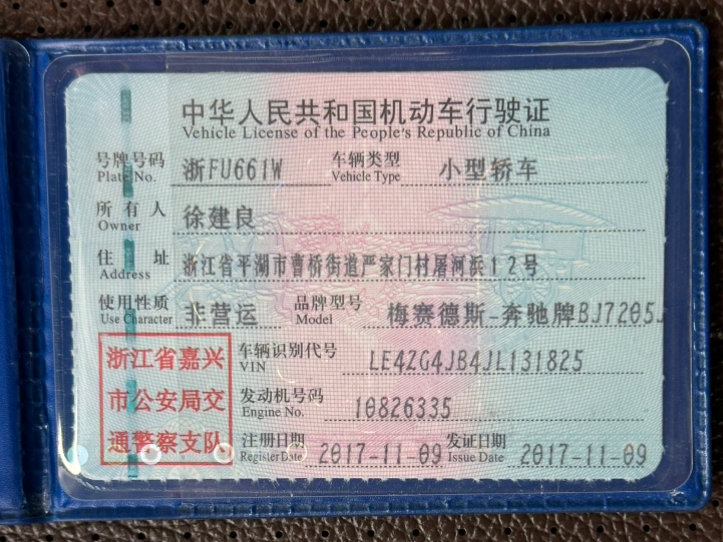 中华人民共和国机动车行驶证
Vehicle License of the People's Republic of China
号牌号码 浙FU661W 车辆类型 小型轿车
Plate No. Vehicle Type
所有人 徐建良
Owner
住址 浙江省平湖市曹桥街道严家门村屠河浜12号
Address
使用性质 非营运 品牌型号 梅赛德斯-奔驰牌BJ7205J
Use Character Model
浙江省嘉兴 车辆识别代号 LE4ZG4JB4JL131825
VIN
市公安局交 发动机号码 10826335
Engine No.
通警察支队 注册日期 2017-11-09 发证日期 2017-11-09
Register Date Issue Date